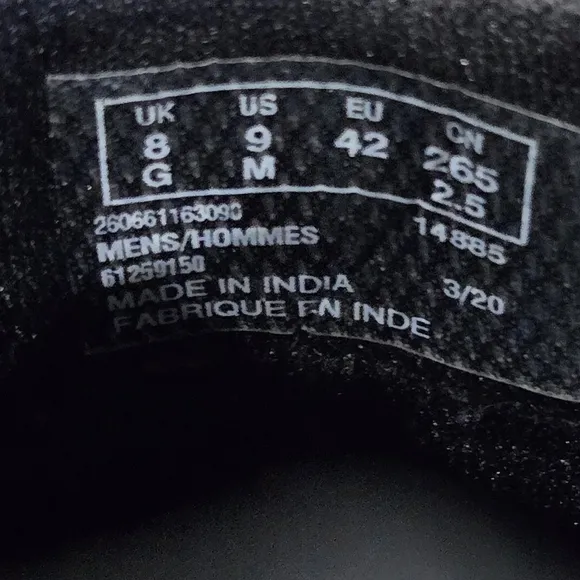 UK US EU CN
8 9 42 265
G M 2.5
260661163090
MENS/HOMMES 14885
61259150
MADE IN INDIA 3/20
FABRIQUE EN INDE